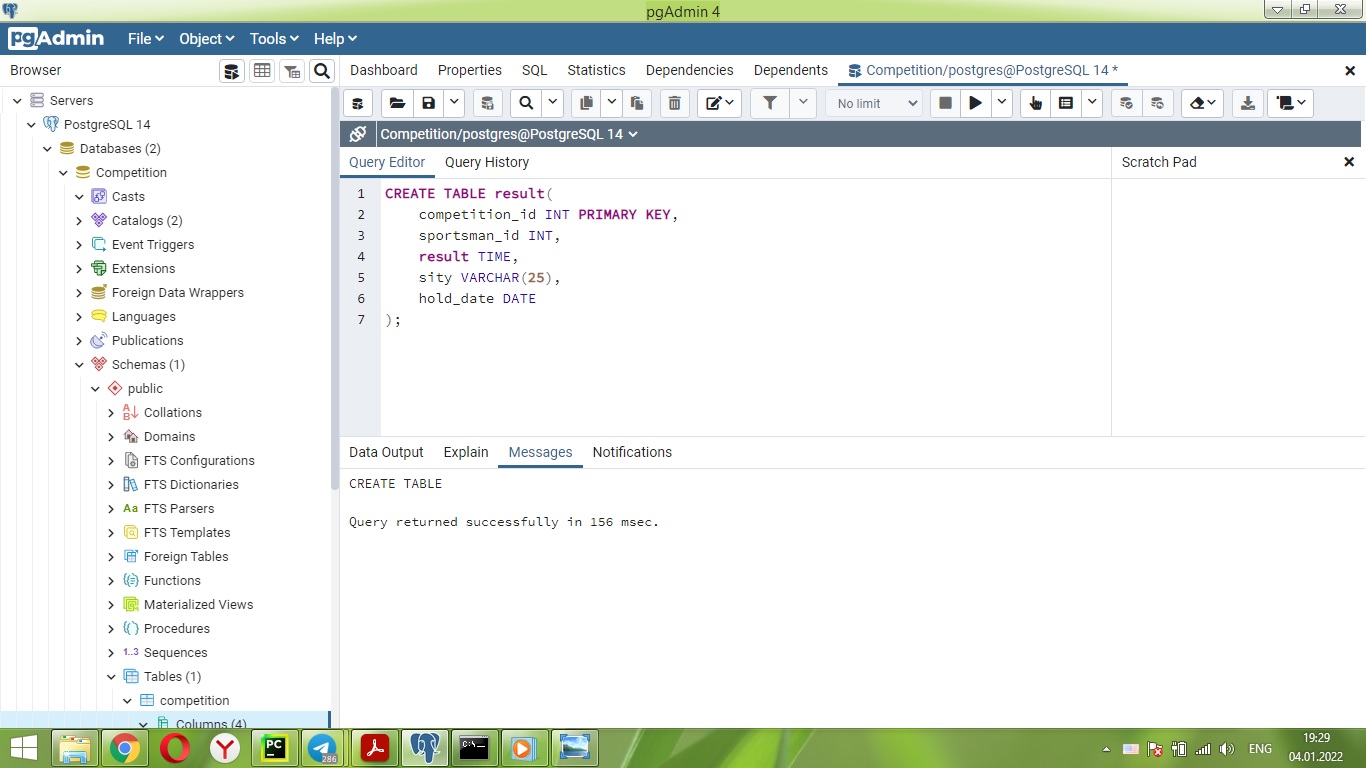 pgAdmin 4
pgAdmin File Object Tools Help
Browser
Dashboard Properties SQL Statistics Dependencies Dependents Competition/postgres@PostgreSQL 14 *
No limit
Competition/postgres@PostgreSQL 14
Query Editor Query History
Scratch Pad
Servers
PostgreSQL 14
Databases (2)
Competition
Casts
Catalogs (2)
Event Triggers
Extensions
Foreign Data Wrappers
Languages
Publications
Schemas (1)
public
Collations
Domains
FTS Configurations
FTS Dictionaries
Aa FTS Parsers
FTS Templates
Foreign Tables
Functions
Materialized Views
Procedures
1..3 Sequences
Tables (1)
competition
Columns (4)
1 CREATE TABLE result(
2 competition_id INT PRIMARY KEY,
3 sportsman_id INT,
4 result TIME,
5 sity VARCHAR(25),
6 hold_date DATE
7 );
Data Output Explain Messages Notifications
CREATE TABLE
Query returned successfully in 156 msec.
PC
286
C:\
ENG
19:29
04.01.2022